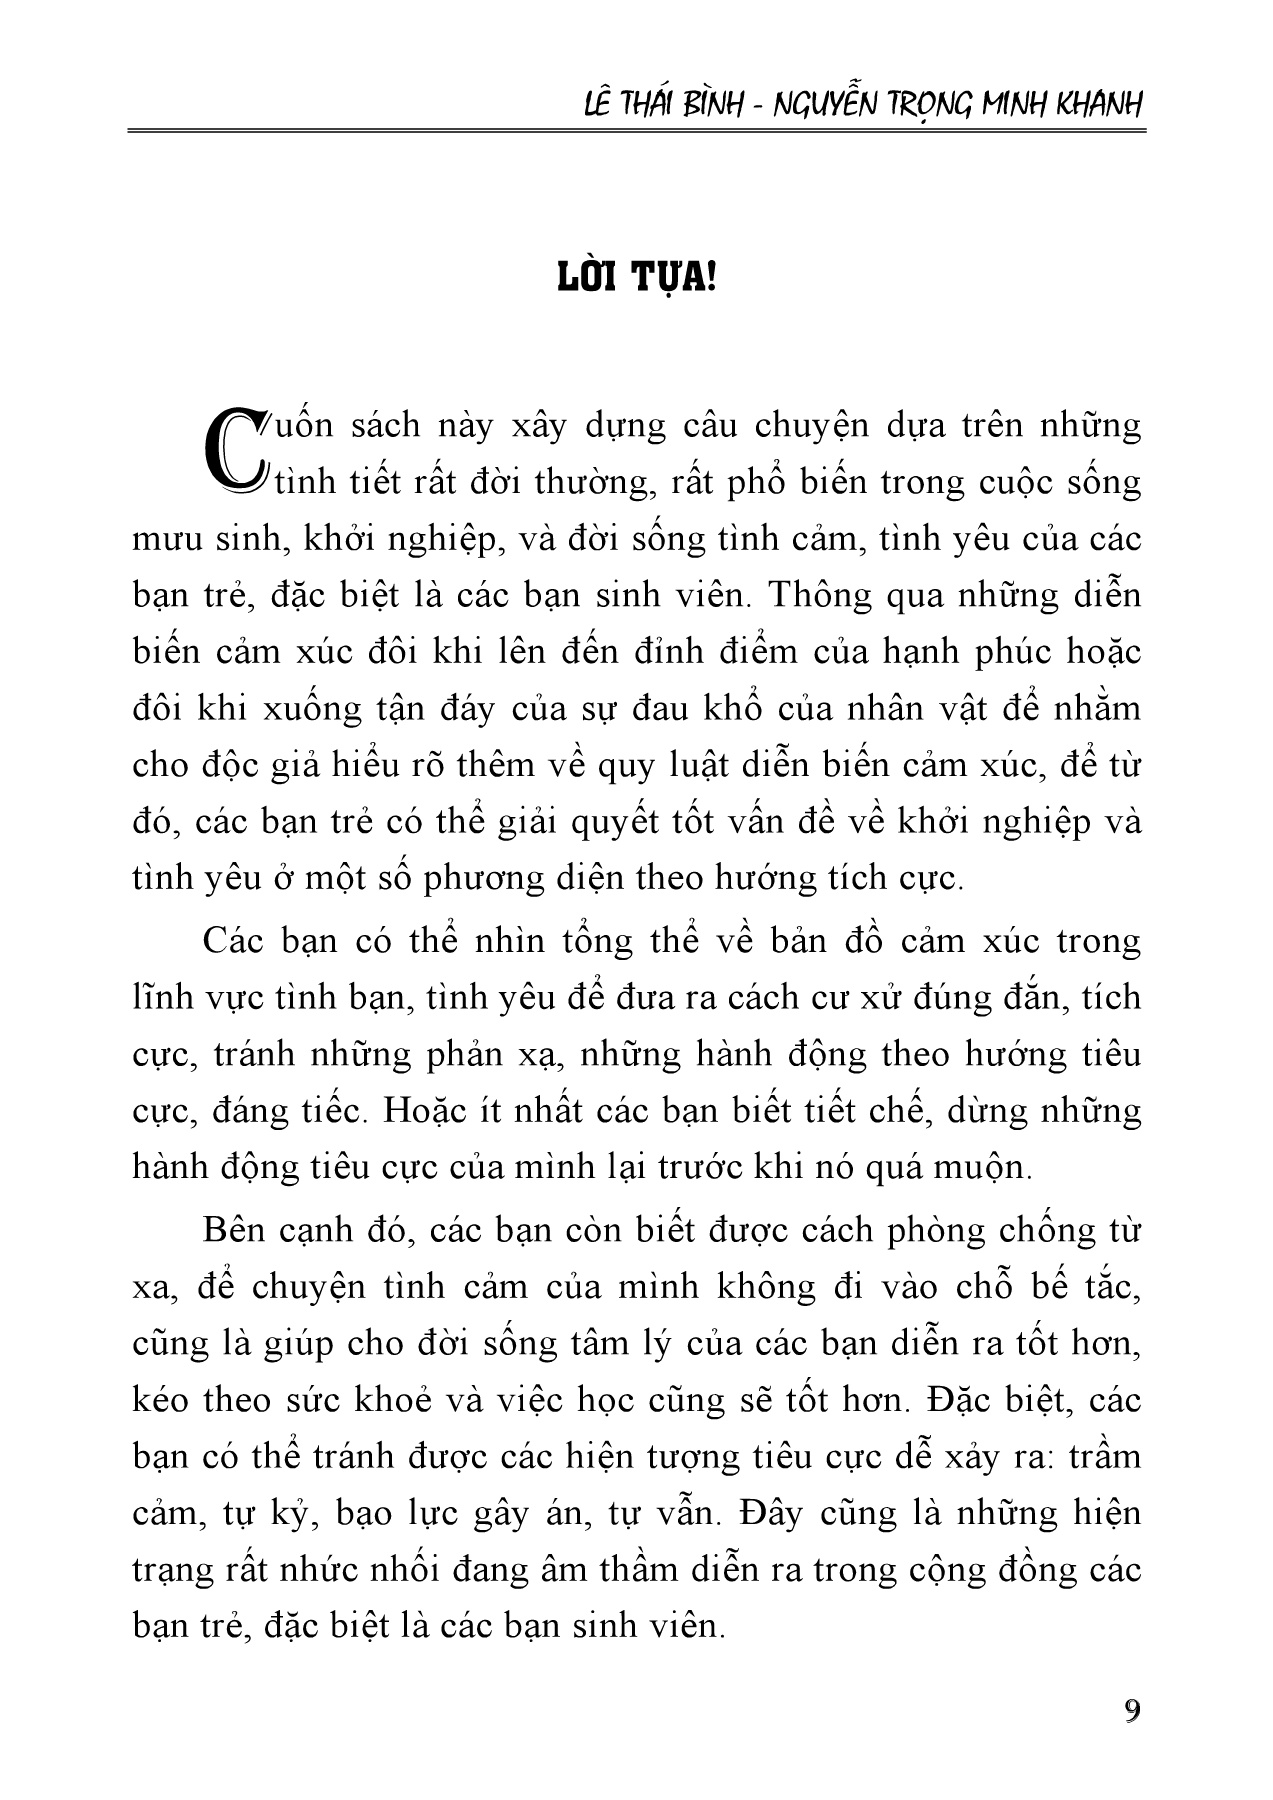 LÊ THÁI BÌNH - NGUYỄN TRỌNG MINH KHANH
LỜI TỰA!
Cuốn sách này xây dựng câu chuyện dựa trên những
tình tiết rất đời thường, rất phổ biến trong cuộc sống
mưu sinh, khởi nghiệp, và đời sống tình cảm, tình yêu của các
bạn trẻ, đặc biệt là các bạn sinh viên. Thông qua những diễn
biến cảm xúc đôi khi lên đến đỉnh điểm của hạnh phúc hoặc
đôi khi xuống tận đáy của sự đau khổ của nhân vật để nhằm
cho độc giả hiểu rõ thêm về quy luật diễn biến cảm xúc, để từ
đó, các bạn trẻ có thể giải quyết tốt vấn đề về khởi nghiệp và
tình yêu ở một số phương diện theo hướng tích cực.
Các bạn có thể nhìn tổng thể về bản đồ cảm xúc trong
lĩnh vực tình bạn, tình yêu để đưa ra cách cư xử đúng đắn, tích
cực, tránh những phản xạ, những hành động theo hướng tiêu
cực, đáng tiếc. Hoặc ít nhất các bạn biết tiết chế, dừng những
hành động tiêu cực của mình lại trước khi nó quá muộn.
Bên cạnh đó, các bạn còn biết được cách phòng chống từ
xa, để chuyện tình cảm của mình không đi vào chỗ bế tắc,
cũng là giúp cho đời sống tâm lý của các bạn diễn ra tốt hơn,
kéo theo sức khoẻ và việc học cũng sẽ tốt hơn. Đặc biệt, các
bạn có thể tránh được các hiện tượng tiêu cực dễ xảy ra: trầm
cảm, tự kỷ, bạo lực gây án, tự vẫn. Đây cũng là những hiện
trạng rất nhức nhối đang âm thầm diễn ra trong cộng đồng các
bạn trẻ, đặc biệt là các bạn sinh viên.
9